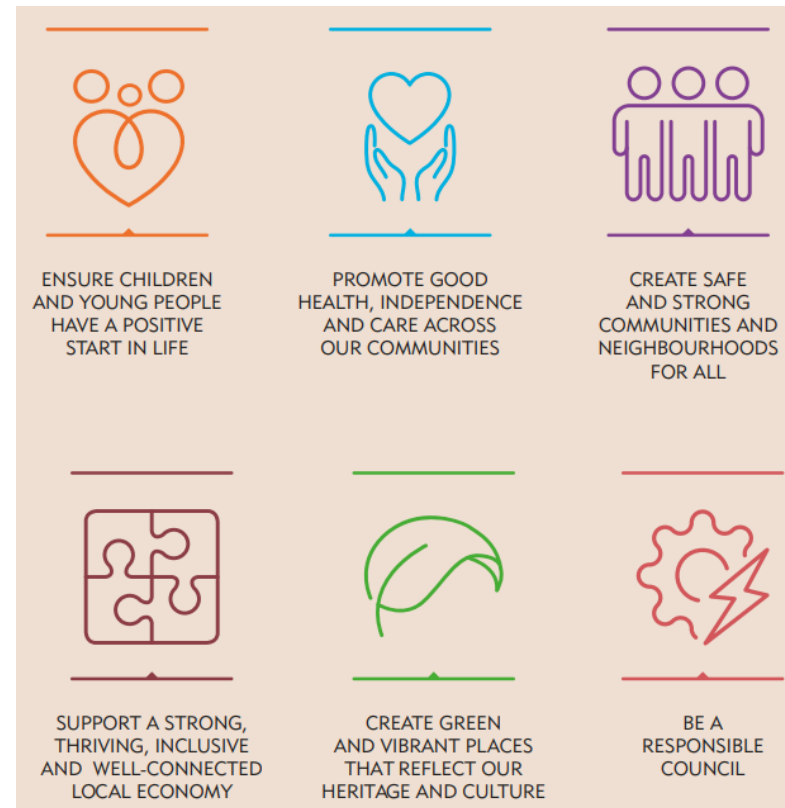 ENSURE CHILDREN
AND YOUNG PEOPLE
HAVE A POSITIVE
START IN LIFE
PROMOTE GOOD
HEALTH, INDEPENDENCE
AND CARE ACROSS
OUR COMMUNITIES
CREATE SAFE
AND STRONG
COMMUNITIES AND
NEIGHBOURHOODS
FOR ALL
SUPPORT A STRONG,
THRIVING, INCLUSIVE
AND WELL-CONNECTED
LOCAL ECONOMY
CREATE GREEN
AND VIBRANT PLACES
THAT REFLECT OUR
HERITAGE AND CULTURE
BE A
RESPONSIBLE
COUNCIL